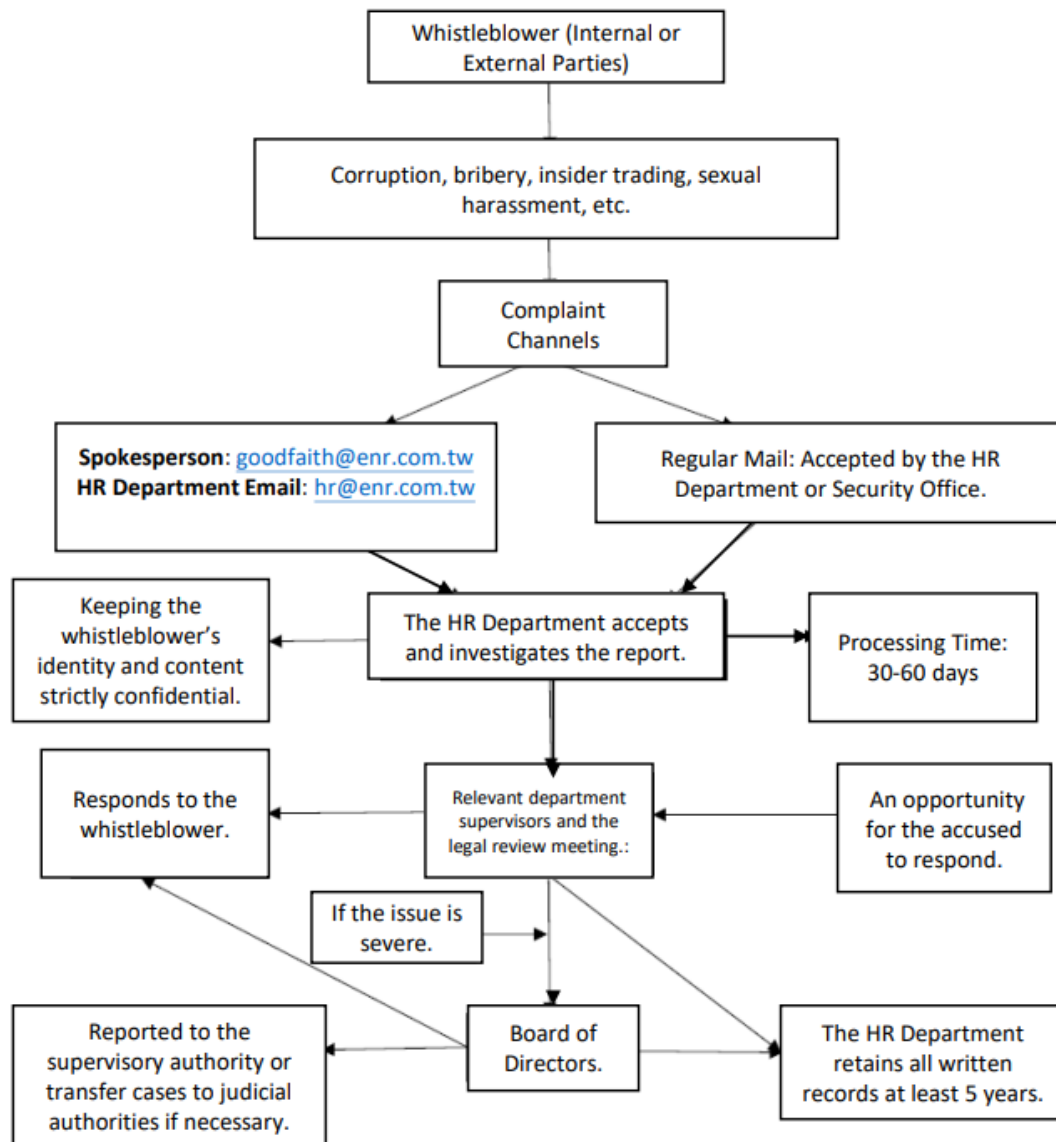 Whistleblower (Internal or
External Parties)
Corruption, bribery, insider trading, sexual
harassment, etc.
Complaint
Channels
Spokesperson: goodfaith@enr.com.tw
HR Department Email: hr@enr.com.tw
Regular Mail: Accepted by the HR
Department or Security Office.
Keeping the
whistleblower’s
identity and content
strictly confidential.
The HR Department accepts
and investigates the report.
Processing Time:
30-60 days
Responds to the
whistleblower.
Relevant department
supervisors and the
legal review meeting.:
An opportunity
for the accused
to respond.
If the issue is
severe.
Reported to the
supervisory authority or
transfer cases to judicial
authorities if necessary.
Board of
Directors.
The HR Department
retains all written
records at least 5 years.